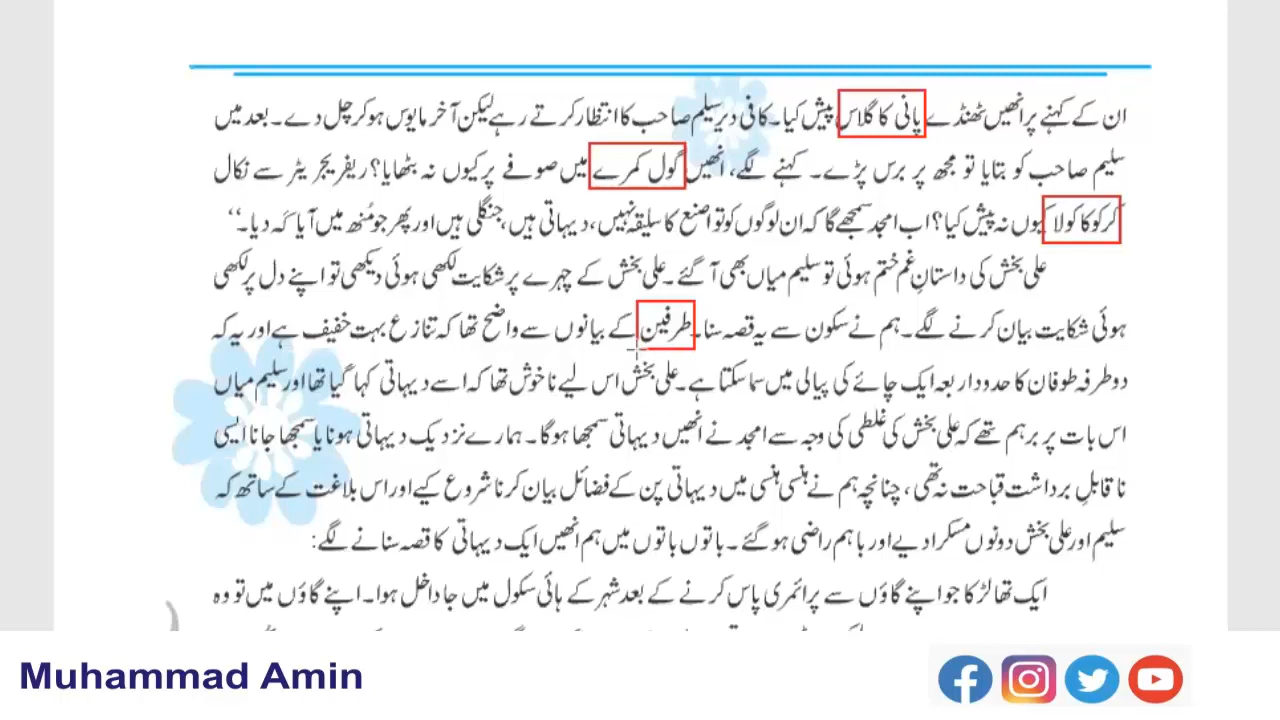 ان کے کہنے پر انھیں ٹھنڈے پانی کا گلاس پیش کیا۔ کافی دیر سلیم صاحب کا انتظار کرتے رہے لیکن آخر مایوس ہو کر چل دے۔ بعد میں
سلیم صاحب کو بتایا تو مجھ پر برس پڑے۔ کہنے لگے، انھیں گول کمرے میں صوفے پر کیوں نہ بٹھایا؟ ریفریجریٹر سے نکال
کر کوکا کولا کیوں نہ پیش کیا؟ اب امجد سمجھے گا کہ ان لوگوں کو تواضع کا سلیقہ نہیں، دیہاتی ہیں، جنگلی ہیں اور پھر جو مُنھ میں آیا کَہ دیا۔“
علی بخش کی داستانِ غم ختم ہوئی تو سلیم میاں بھی آ گئے۔ علی بخش کے چہرے پر شکایت لکھی ہوئی دیکھی تو اپنے دل پر لکھی
ہوئی شکایت بیان کرنے لگے۔ ہم نے سکون سے یہ قصہ سنا۔ طرفین کے بیانوں سے واضح تھا کہ تنازع بہت خفیف ہے اور یہ کہ
دو طرفہ طوفان کا حدود اربعہ ایک چائے کی پیالی میں سما سکتا ہے۔ علی بخش اس لیے ناخوش تھا کہ اسے دیہاتی کہا گیا تھا اور سلیم میاں
اس بات پر برہم تھے کہ علی بخش کی غلطی کی وجہ سے امجد نے انھیں دیہاتی سمجھا ہوگا۔ ہمارے نزدیک دیہاتی ہونا یا سمجھا جانا ایسی
ناقابلِ برداشت قباحت نہ تھی، چنانچہ ہم نے ہنسی ہنسی میں دیہاتی پن کے فضائل بیان کرنا شروع کیے اور اس بلاغت کے ساتھ کہ
سلیم اور علی بخش دونوں مسکرا دیے اور باہم راضی ہو گئے۔ باتوں باتوں میں ہم انھیں ایک دیہاتی کا قصہ سنانے لگے:
ایک تھا لڑکا جو اپنے گاؤں سے پرائمری پاس کرنے کے بعد شہر کے ہائی سکول میں جا داخل ہوا۔ اپنے گاؤں میں تو وہ
Muhammad Amin